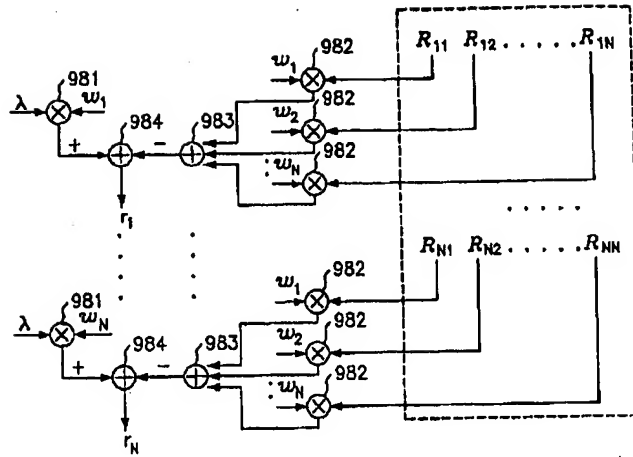 982
w₁
R₁₁ R₁₂ . . . . . R₁N
981
λ
w₁
982
984
983
w₂
982
+
−
wN
r₁
. . . . .
RN₁ RN₂ . . . . . RNN
982
w₁
981
λ
wN
982
984
983
w₂
982
+
−
wN
rN